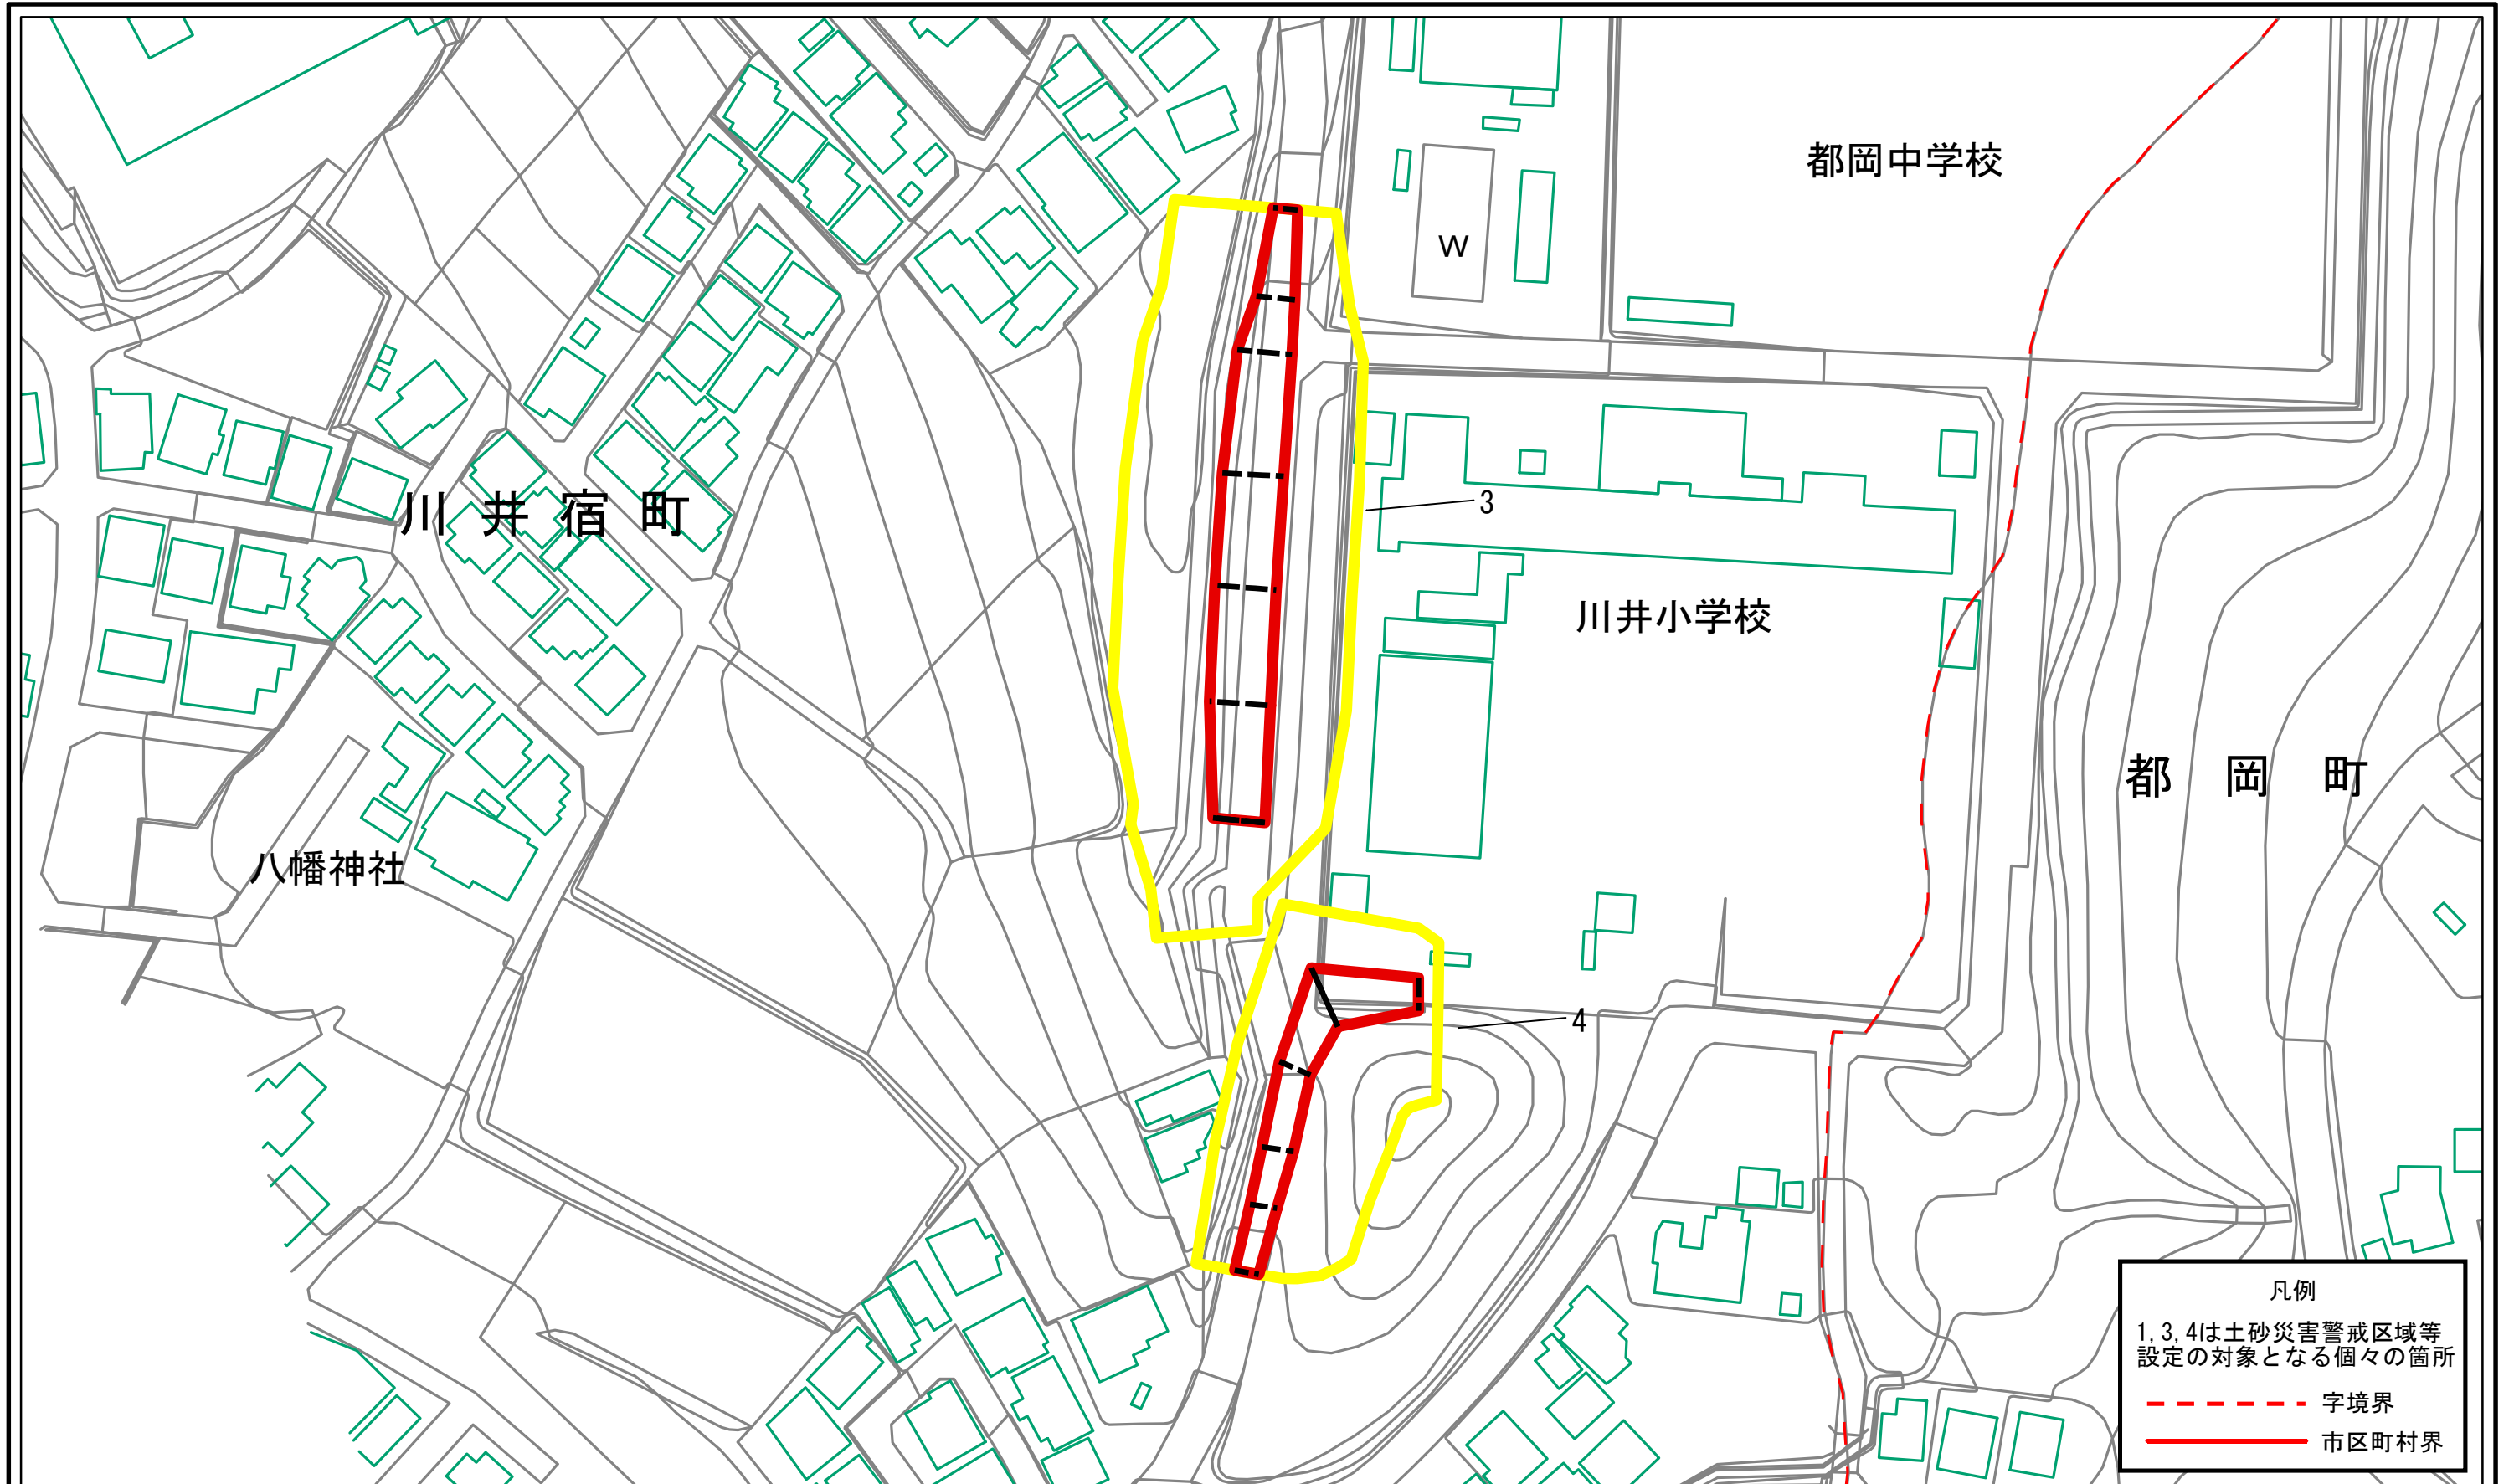 都岡中学校
W
3
川井宿町
川井小学校
都岡町
八幡神社
4
凡例
1,3,4は土砂災害警戒区域等
設定の対象となる個々の箇所
字境界
市区町村界